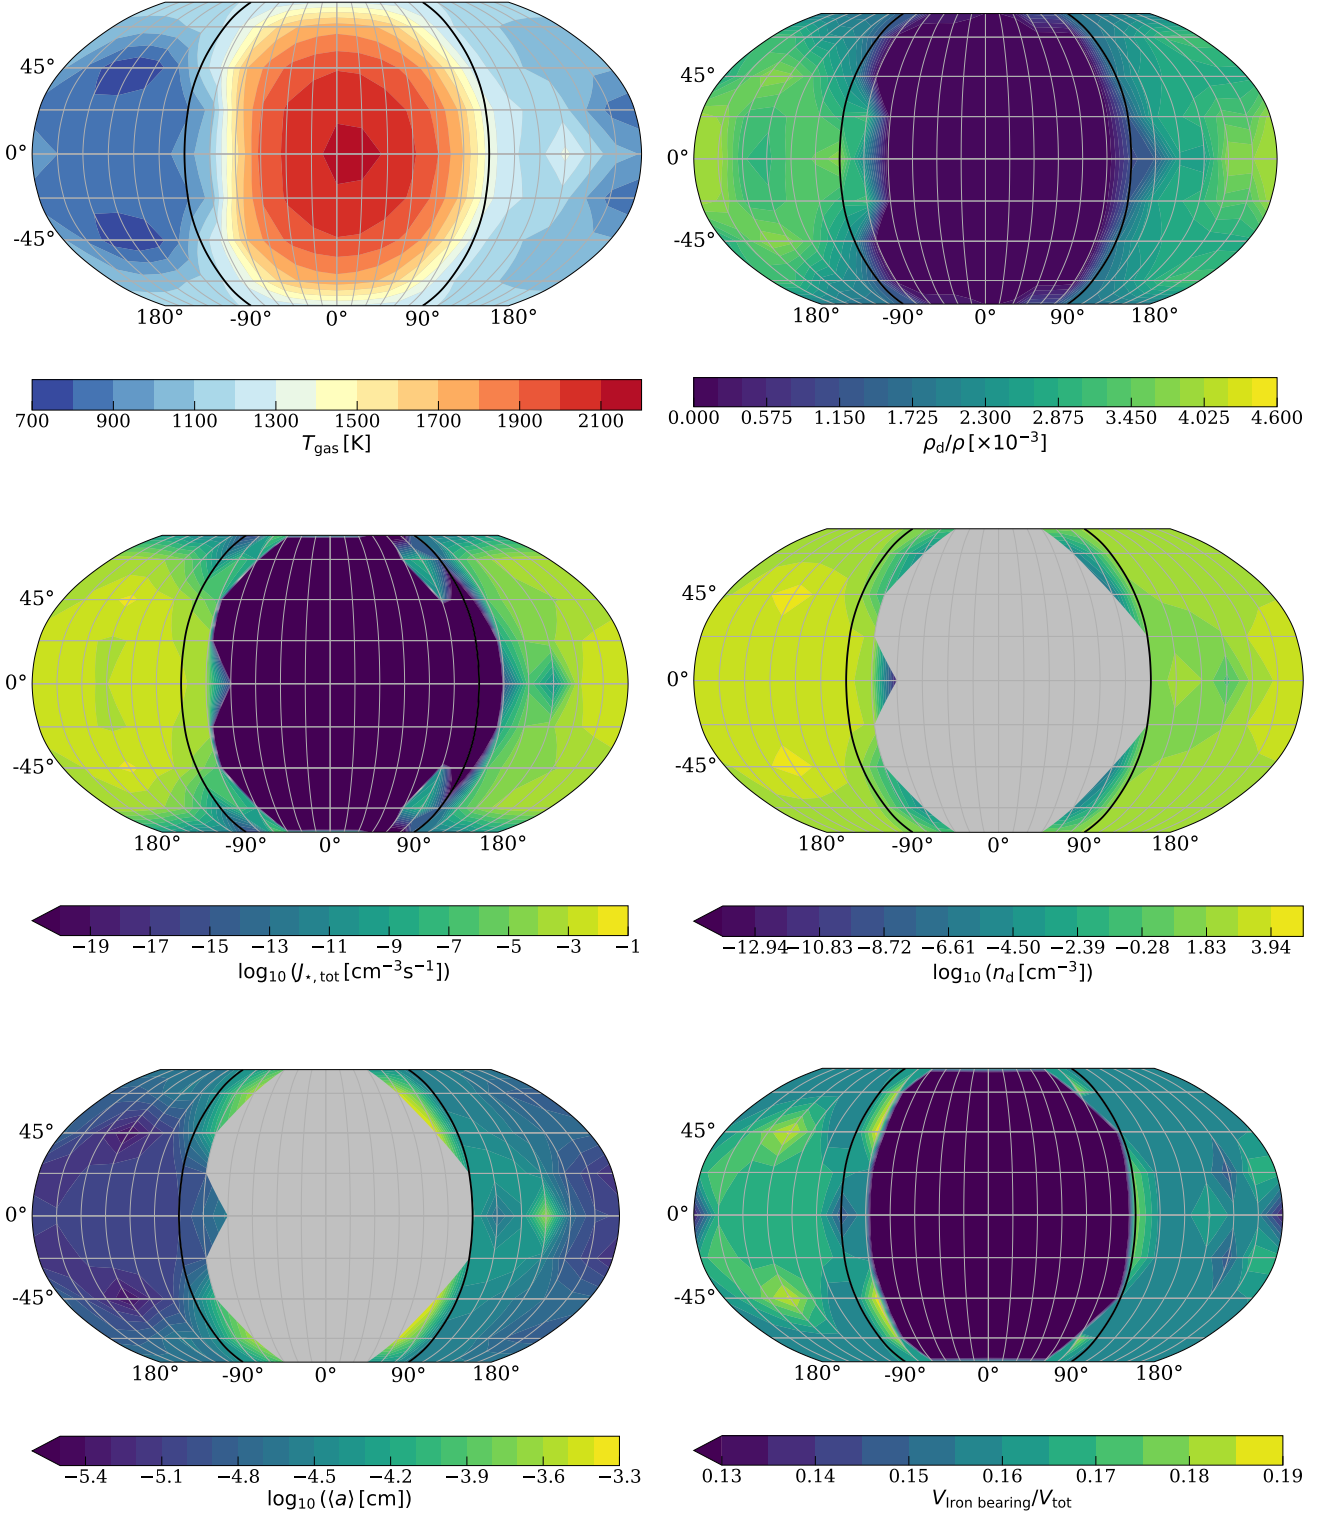 45°
0°
-45°
180° -90° 0° 90° 180°
700 900 1100 1300 1500 1700 1900 2100
T_gas [K]
45°
0°
-45°
180° -90° 0° 90° 180°
0.000 0.575 1.150 1.725 2.300 2.875 3.450 4.025 4.600
ρ_d/ρ [×10⁻³]
45°
0°
-45°
180° -90° 0° 90° 180°
−19 −17 −15 −13 −11 −9 −7 −5 −3 −1
log₁₀ (J_⋆, tot [cm⁻³s⁻¹])
45°
0°
-45°
180° -90° 0° 90° 180°
−12.94 −10.83 −8.72 −6.61 −4.50 −2.39 −0.28 1.83 3.94
log₁₀ (n_d [cm⁻³])
45°
0°
-45°
180° -90° 0° 90° 180°
−5.4 −5.1 −4.8 −4.5 −4.2 −3.9 −3.6 −3.3
log₁₀ (⟨a⟩ [cm])
45°
0°
-45°
180° -90° 0° 90° 180°
0.13 0.14 0.15 0.16 0.17 0.18 0.19
V_Iron bearing/V_tot